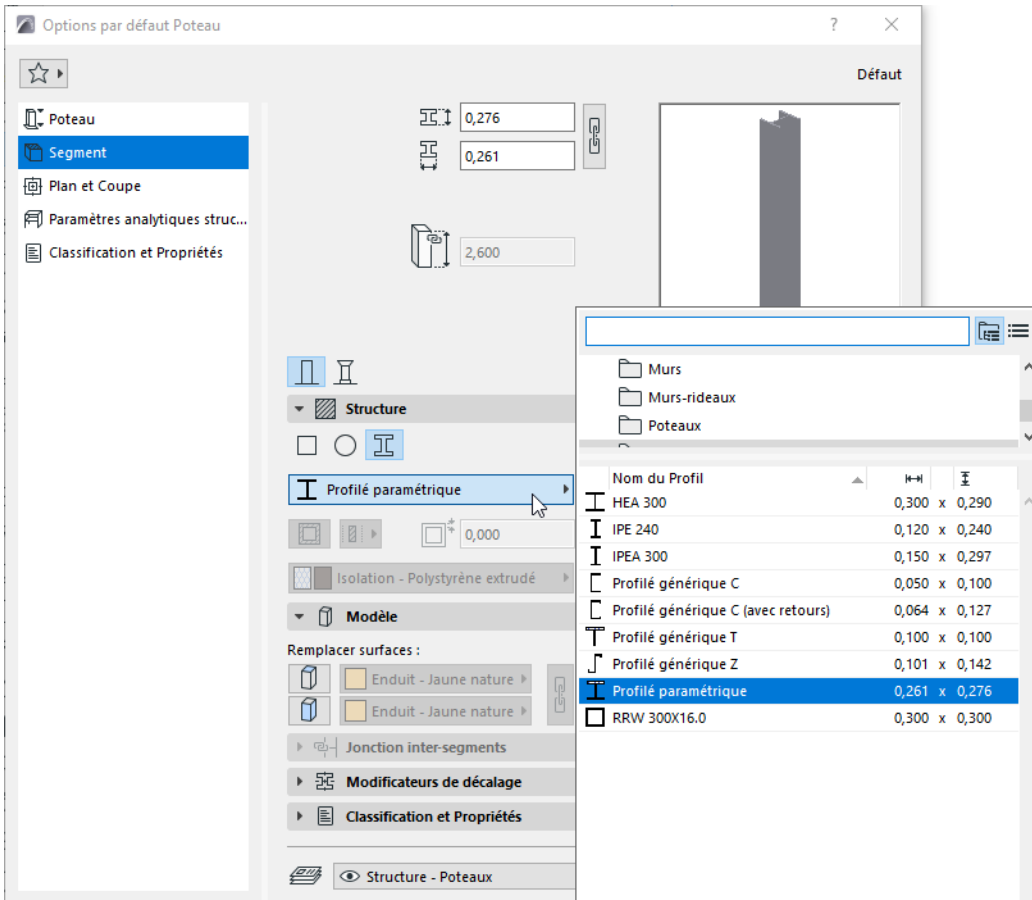 Options par défaut Poteau
?
Défaut
Poteau
Segment
Plan et Coupe
Paramètres analytiques struc...
Classification et Propriétés
0,276
0,261
2,600
Structure
Profilé paramétrique
0,000
Isolation - Polystyrène extrudé
Modèle
Remplacer surfaces :
Enduit - Jaune nature
Enduit - Jaune nature
Jonction inter-segments
Modificateurs de décalage
Classification et Propriétés
Structure - Poteaux
Murs
Murs-rideaux
Poteaux
Nom du Profil
HEA 300 0,300 x 0,290
IPE 240 0,120 x 0,240
IPEA 300 0,150 x 0,297
Profilé générique C 0,050 x 0,100
Profilé générique C (avec retours) 0,064 x 0,127
Profilé générique T 0,100 x 0,100
Profilé générique Z 0,101 x 0,142
Profilé paramétrique 0,261 x 0,276
RRW 300X16.0 0,300 x 0,300